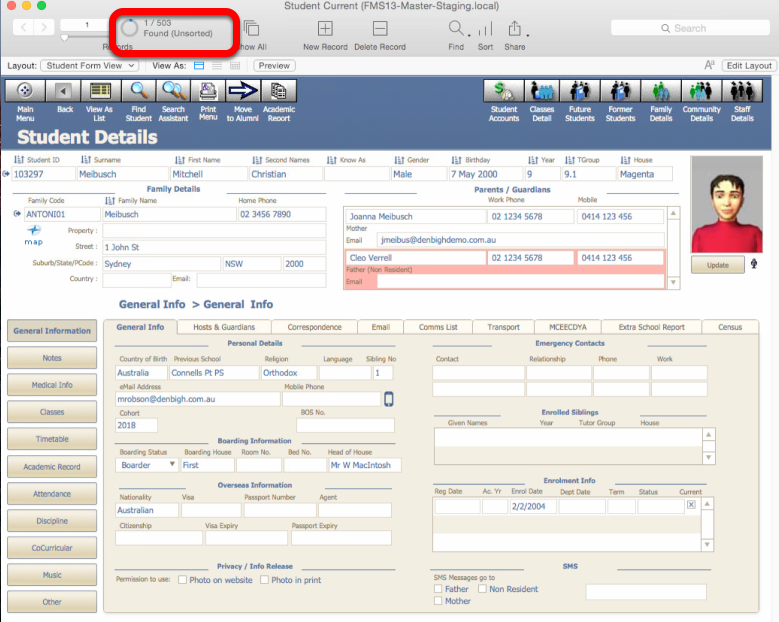 Student Current (FMS13-Master-Staging.local)
1
1 / 503
Found (Unsorted)
Records
Show All
New Record
Delete Record
Find
Sort
Share
Search
Layout: Student Form View
View As:
Preview
Edit Layout
Main Menu
Back
View As List
Find Student
Search Assistant
Print Menu
Move to Alumni
Academic Report
Student Accounts
Classes Detail
Future Students
Former Students
Family Details
Community Details
Staff Details
Student Details
Student ID Surname First Name Second Names Know As Gender Birthday Year TGroup House
103297 Meibusch Mitchell Christian Male 7 May 2000 9 9.1 Magenta
Family Details
Family Code Family Name Home Phone
ANTONI01 Meibusch 02 3456 7890
map
Property :
Street : 1 John St
Suburb/State/PCode : Sydney NSW 2000
Country : Email:
Parents / Guardians
Work Phone Mobile
Joanna Meibusch 02 1234 5678 0414 123 456
Mother
Email jmeibus@denbighdemo.com.au
Cleo Verrell 02 1234 5678 0414 123 456
Father (Non Resident)
Email
Update
General Info > General Info
General Information
Notes
Medical Info
Classes
Timetable
Academic Record
Attendance
Discipline
CoCurricular
Music
Other
General Info Hosts & Guardians Correspondence Email Comms List Transport MCEECDYA Extra School Report Census
Personal Details
Country of Birth Previous School Religion Language Sibling No
Australia Connells Pt PS Orthodox 1
eMail Address Mobile Phone
mrobson@denbigh.com.au
Cohort BOS No.
2018
Boarding Information
Boarding Status Boarding House Room No. Bed No. Head of House
Boarder First Mr W MacIntosh
Overseas Information
Nationality Visa Passport Number Agent
Australian
Citizenship Visa Expiry Passport Expiry
Privacy / Info Release
Permission to use: Photo on website Photo in print
Emergency Contacts
Contact Relationship Phone Work
Enrolled Siblings
Given Names Year Tutor Group House
Enrolment Info
Reg Date Ac. Yr Enrol Date Dept Date Term Status Current
2/2/2004
SMS
SMS Messages go to
Father Non Resident
Mother